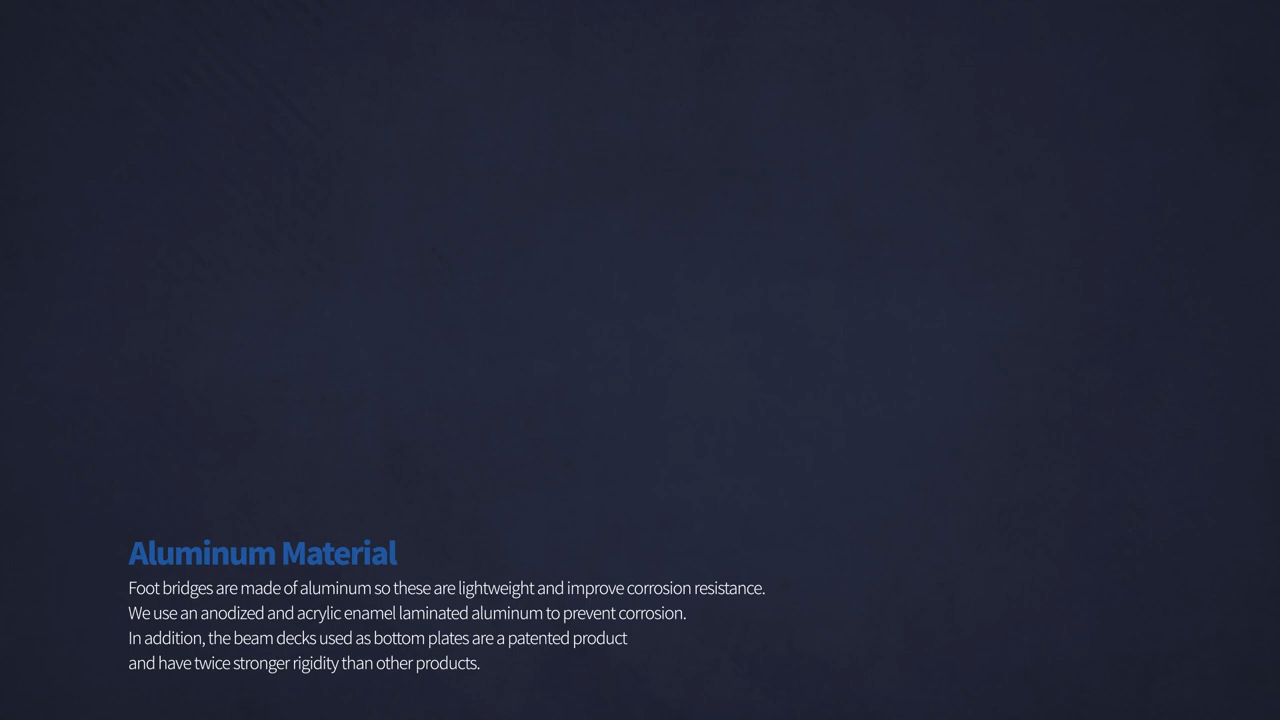 Aluminum Material
Foot bridges are made of aluminum so these are lightweight and improve corrosion resistance.
We use an anodized and acrylic enamel laminated aluminum to prevent corrosion.
In addition, the beam decks used as bottom plates are a patented product
and have twice stronger rigidity than other products.